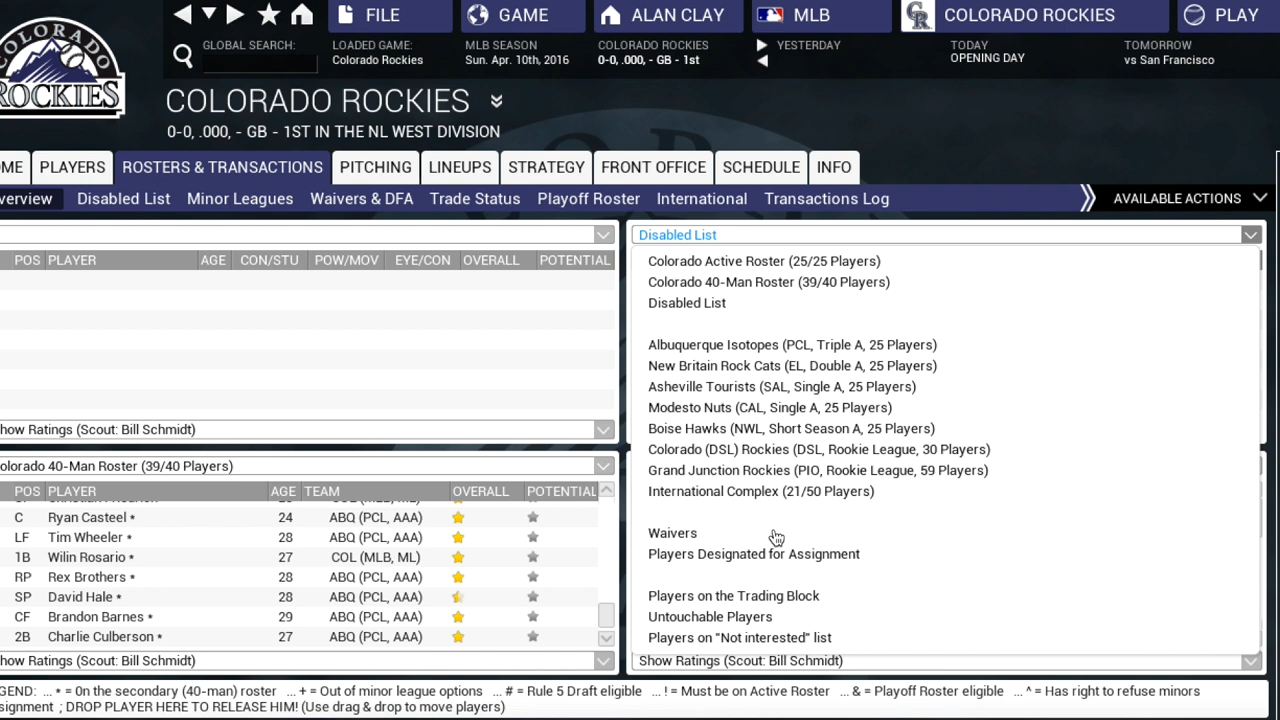 COLORADO
ROCKIES
FILE
GAME
ALAN CLAY
MLB
CR
COLORADO ROCKIES
PLAY
GLOBAL SEARCH:
LOADED GAME:
Colorado Rockies
MLB SEASON
Sun. Apr. 10th, 2016
COLORADO ROCKIES
0-0, .000, - GB - 1st
YESTERDAY
TODAY
OPENING DAY
TOMORROW
vs San Francisco
COLORADO ROCKIES
0-0, .000, - GB - 1ST IN THE NL WEST DIVISION
OME
PLAYERS
ROSTERS & TRANSACTIONS
PITCHING
LINEUPS
STRATEGY
FRONT OFFICE
SCHEDULE
INFO
verview
Disabled List
Minor Leagues
Waivers & DFA
Trade Status
Playoff Roster
International
Transactions Log
AVAILABLE ACTIONS
POS PLAYER AGE CON/STU POW/MOV EYE/CON OVERALL POTENTIAL
how Ratings (Scout: Bill Schmidt)
olorado 40-Man Roster (39/40 Players)
POS PLAYER AGE TEAM OVERALL POTENTIAL
C Ryan Casteel * 24 ABQ (PCL, AAA)
LF Tim Wheeler * 28 ABQ (PCL, AAA)
1B Wilin Rosario * 27 COL (MLB, ML)
RP Rex Brothers * 28 ABQ (PCL, AAA)
SP David Hale * 28 ABQ (PCL, AAA)
CF Brandon Barnes * 29 ABQ (PCL, AAA)
2B Charlie Culberson * 27 ABQ (PCL, AAA)
how Ratings (Scout: Bill Schmidt)
Disabled List
Colorado Active Roster (25/25 Players)
Colorado 40-Man Roster (39/40 Players)
Disabled List
Albuquerque Isotopes (PCL, Triple A, 25 Players)
New Britain Rock Cats (EL, Double A, 25 Players)
Asheville Tourists (SAL, Single A, 25 Players)
Modesto Nuts (CAL, Single A, 25 Players)
Boise Hawks (NWL, Short Season A, 25 Players)
Colorado (DSL) Rockies (DSL, Rookie League, 30 Players)
Grand Junction Rockies (PIO, Rookie League, 59 Players)
International Complex (21/50 Players)
Waivers
Players Designated for Assignment
Players on the Trading Block
Untouchable Players
Players on "Not interested" list
Show Ratings (Scout: Bill Schmidt)
GEND: ... * = On the secondary (40-man) roster ... + = Out of minor league options ... # = Rule 5 Draft eligible ... ! = Must be on Active Roster ... & = Playoff Roster eligible ... ^ = Has right to refuse minors
signment ; DROP PLAYER HERE TO RELEASE HIM! (Use drag & drop to move players)